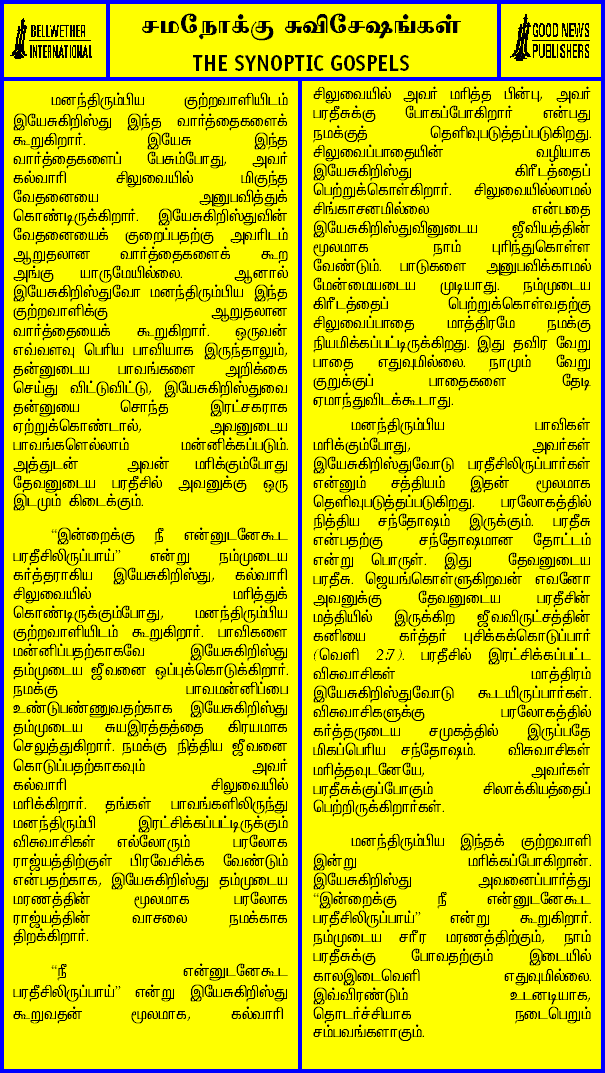 BELLWETHER
INTERNATIONAL
சமநோக்கு சுவிசேஷங்கள்
THE SYNOPTIC GOSPELS
GOOD NEWS
PUBLISHERS
மனந்திரும்பிய குற்றவாளியிடம்
இயேசுகிறிஸ்து இந்த வார்த்தைகளைக்
கூறுகிறார். இயேசு இந்த
வார்த்தைகளைப் பேசும்போது, அவர்
கல்வாரி சிலுவையில் மிகுந்த
வேதனையை அனுபவித்துக்
கொண்டிருக்கிறார். இயேசுகிறிஸ்துவின்
வேதனையைக் குறைப்பதற்கு அவரிடம்
ஆறுதலான வார்த்தைகளைக் கூற
அங்கு யாருமேயில்லை. ஆனால்
இயேசுகிறிஸ்துவோ மனந்திரும்பிய இந்த
குற்றவாளிக்கு ஆறுதலான
வார்த்தையைக் கூறுகிறார். ஒருவன்
எவ்வளவு பெரிய பாவியாக இருந்தாலும்,
தன்னுடைய பாவங்களை அறிக்கை
செய்து விட்டுவிட்டு, இயேசுகிறிஸ்துவை
தன்னுயை சொந்த இரட்சகராக
ஏற்றுக்கொண்டால், அவனுடைய
பாவங்களெல்லாம் மன்னிக்கப்படும்.
அத்துடன் அவன் மரிக்கும்போது
தேவனுடைய பரதீசில் அவனுக்கு ஒரு
இடமும் கிடைக்கும்.
“இன்றைக்கு நீ என்னுடனேகூட
பரதீசிலிருப்பாய்” என்று நம்முடைய
கர்த்தராகிய இயேசுகிறிஸ்து, கல்வாரி
சிலுவையில் மரித்துக்
கொண்டிருக்கும்போது, மனந்திரும்பிய
குற்றவாளியிடம் கூறுகிறார். பாவிகளை
மன்னிப்பதற்காகவே இயேசுகிறிஸ்து
தம்முடைய ஜீவனை ஒப்புக்கொடுக்கிறார்.
நமக்கு பாவமன்னிப்பை
உண்டுபண்ணுவதற்காக இயேசுகிறிஸ்து
தம்முடைய சுயஇரத்தத்தை கிரயமாக
செலுத்துகிறார். நமக்கு நித்திய ஜீவனை
கொடுப்பதற்காகவும் அவர்
கல்வாரி சிலுவையில்
மரிக்கிறார். தங்கள் பாவங்களிலிருந்து
மனந்திரும்பி இரட்சிக்கப்பட்டிருக்கும்
விசுவாசிகள் எல்லோரும் பரலோக
ராஜ்யத்திற்குள் பிரவேசிக்க வேண்டும்
என்பதற்காக, இயேசுகிறிஸ்து தம்முடைய
மரணத்தின் மூலமாக பரலோக
ராஜ்யத்தின் வாசலை நமக்காக
திறக்கிறார்.
“நீ என்னுடனேகூட
பரதீசிலிருப்பாய்” என்று இயேசுகிறிஸ்து
கூறுவதன் மூலமாக, கல்வாரி
சிலுவையில் அவர் மரித்த பின்பு, அவர்
பரதீசுக்கு போகப்போகிறார் என்பது
நமக்குத் தெளிவுபடுத்தப்படுகிறது.
சிலுவைப்பாதையின் வழியாக
இயேசுகிறிஸ்து கிரீடத்தைப்
பெற்றுக்கொள்கிறார். சிலுவையில்லாமல்
சிங்காசனமில்லை என்பதை
இயேசுகிறிஸ்துவினுடைய ஜீவியத்தின்
மூலமாக நாம் புரிந்துகொள்ள
வேண்டும். பாடுகளை அனுபவிக்காமல்
மேன்மையடைய முடியாது. நம்முடைய
கிரீடத்தைப் பெற்றுக்கொள்வதற்கு
சிலுவைப்பாதை மாத்திரமே நமக்கு
நியமிக்கப்பட்டிருக்கிறது. இது தவிர வேறு
பாதை எதுவுமில்லை. நாமும் வேறு
குறுக்குப் பாதைகளை தேடி
ஏமாந்துவிடக்கூடாது.
மனந்திரும்பிய பாவிகள்
மரிக்கும்போது, அவர்கள்
இயேசுகிறிஸ்துவோடு பரதீசிலிருப்பார்கள்
என்னும் சத்தியம் இதன் மூலமாக
தெளிவுபடுத்தப்படுகிறது. பரலோகத்தில்
நித்திய சந்தோஷம் இருக்கும். பரதீசு
என்பதற்கு சந்தோஷமான தோட்டம்
என்று பொருள். இது தேவனுடைய
பரதீசு. ஜெயங்கொள்ளுகிறவன் எவனோ
அவனுக்கு தேவனுடைய பரதீசின்
மத்தியில் இருக்கிற ஜீவவிருட்சத்தின்
கனியை கர்த்தர் புசிக்கக்கொடுப்பார்
(வெளி 2:7). பரதீசில் இரட்சிக்கப்பட்ட
விசுவாசிகள் மாத்திரம்
இயேசுகிறிஸ்துவோடு கூடயிருப்பார்கள்.
விசுவாசிகளுக்கு பரலோகத்தில்
கர்த்தருடைய சமுகத்தில் இருப்பதே
மிகப்பெரிய சந்தோஷம். விசுவாசிகள்
மரித்தவுடனேயே, அவர்கள்
பரதீசுக்குப்போகும் சிலாக்கியத்தைப்
பெற்றிருக்கிறார்கள்.
மனந்திரும்பிய இந்தக் குற்றவாளி
இன்று மரிக்கப்போகிறான்.
இயேசுகிறிஸ்து அவனைப்பார்த்து
“இன்றைக்கு நீ என்னுடனேகூட
பரதீசிலிருப்பாய்” என்று கூறுகிறார்.
நம்முடைய சரீர மரணத்திற்கும், நாம்
பரதீசுக்கு போவதற்கும் இடையில்
காலஇடைவெளி எதுவுமில்லை.
இவ்விரண்டும் உடனடியாக,
தொடர்ச்சியாக நடைபெறும்
சம்பவங்களாகும்.